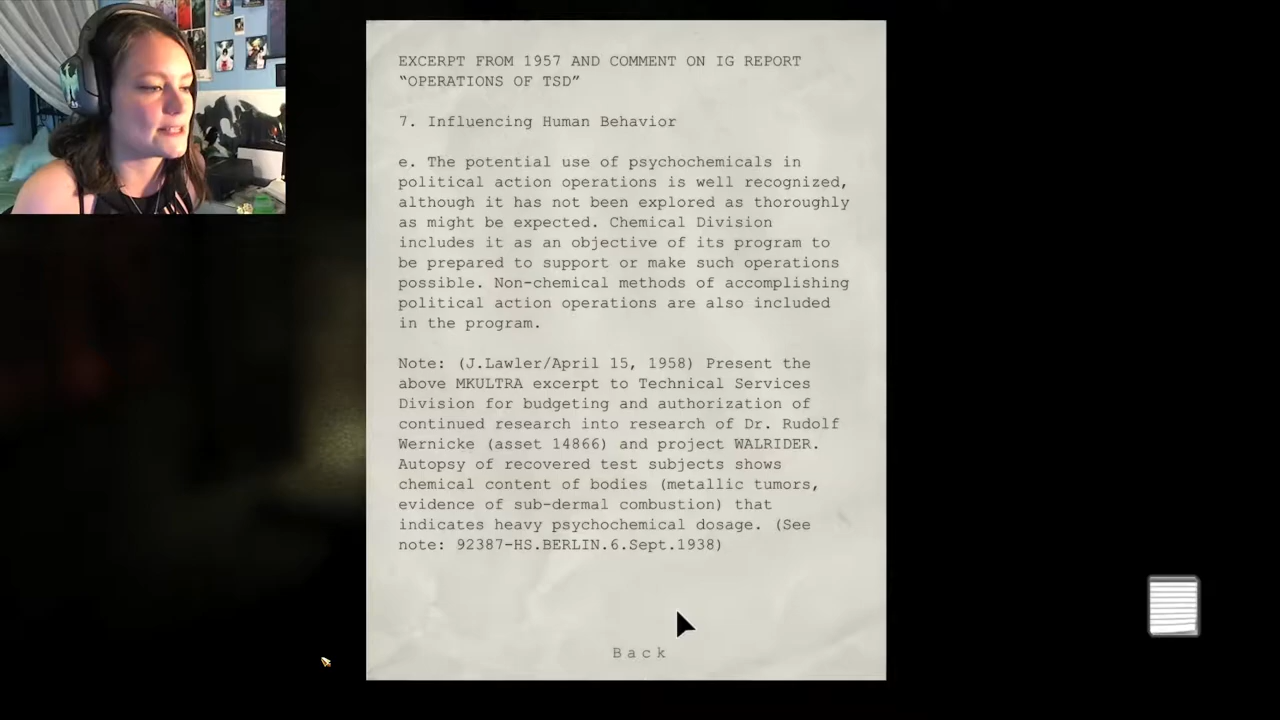 EXCERPT FROM 1957 AND COMMENT ON IG REPORT
“OPERATIONS OF TSD”
7. Influencing Human Behavior
e. The potential use of psychochemicals in
political action operations is well recognized,
although it has not been explored as thoroughly
as might be expected. Chemical Division
includes it as an objective of its program to
be prepared to support or make such operations
possible. Non-chemical methods of accomplishing
political action operations are also included
in the program.
Note: (J.Lawler/April 15, 1958) Present the
above MKULTRA excerpt to Technical Services
Division for budgeting and authorization of
continued research into research of Dr. Rudolf
Wernicke (asset 14866) and project WALRIDER.
Autopsy of recovered test subjects shows
chemical content of bodies (metallic tumors,
evidence of sub-dermal combustion) that
indicates heavy psychochemical dosage. (See
note: 92387-HS.BERLIN.6.Sept.1938)
Back